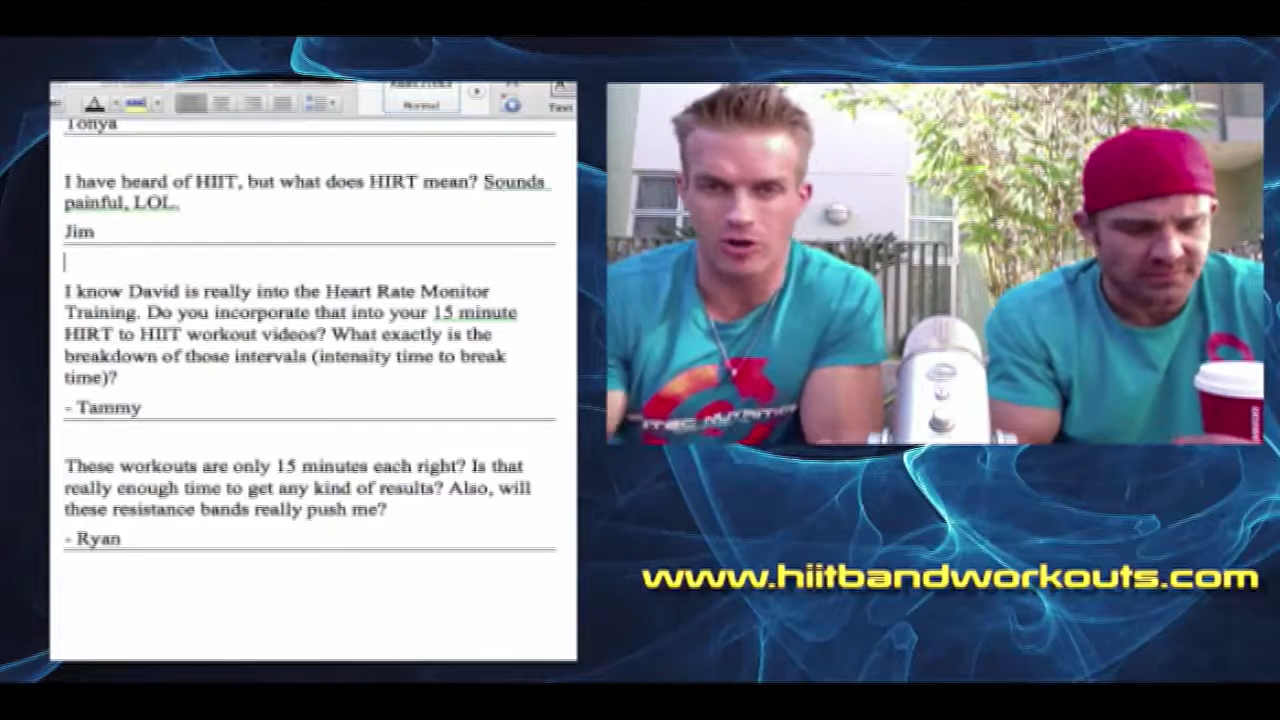 Normal
Text
Tonya
I have heard of HIIT, but what does HIRT mean? Sounds
painful, LOL.
Jim
I know David is really into the Heart Rate Monitor
Training. Do you incorporate that into your 15 minute
HIRT to HIIT workout videos? What exactly is the
breakdown of those intervals (intensity time to break
time)?
- Tammy
These workouts are only 15 minutes each right? Is that
really enough time to get any kind of results? Also, will
these resistance bands really push me?
- Ryan
NUTRITION
www.hiitbandworkouts.com